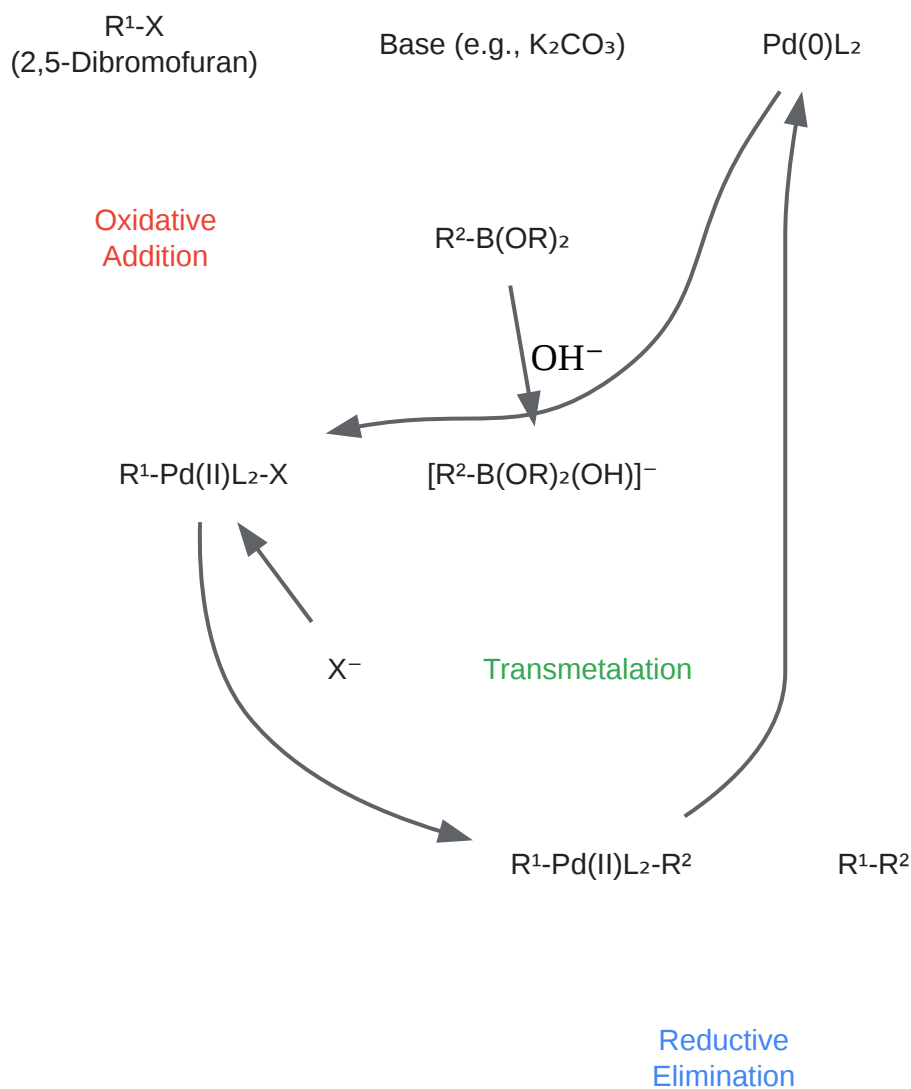 R¹-X
(2,5-Dibromofuran)
Base (e.g., K₂CO₃)
Pd(0)L₂
Oxidative
Addition
R²-B(OR)₂
OH⁻
R¹-Pd(II)L₂-X
[R²-B(OR)₂(OH)]⁻
X⁻
Transmetalation
R¹-Pd(II)L₂-R²
R¹-R²
Reductive
Elimination